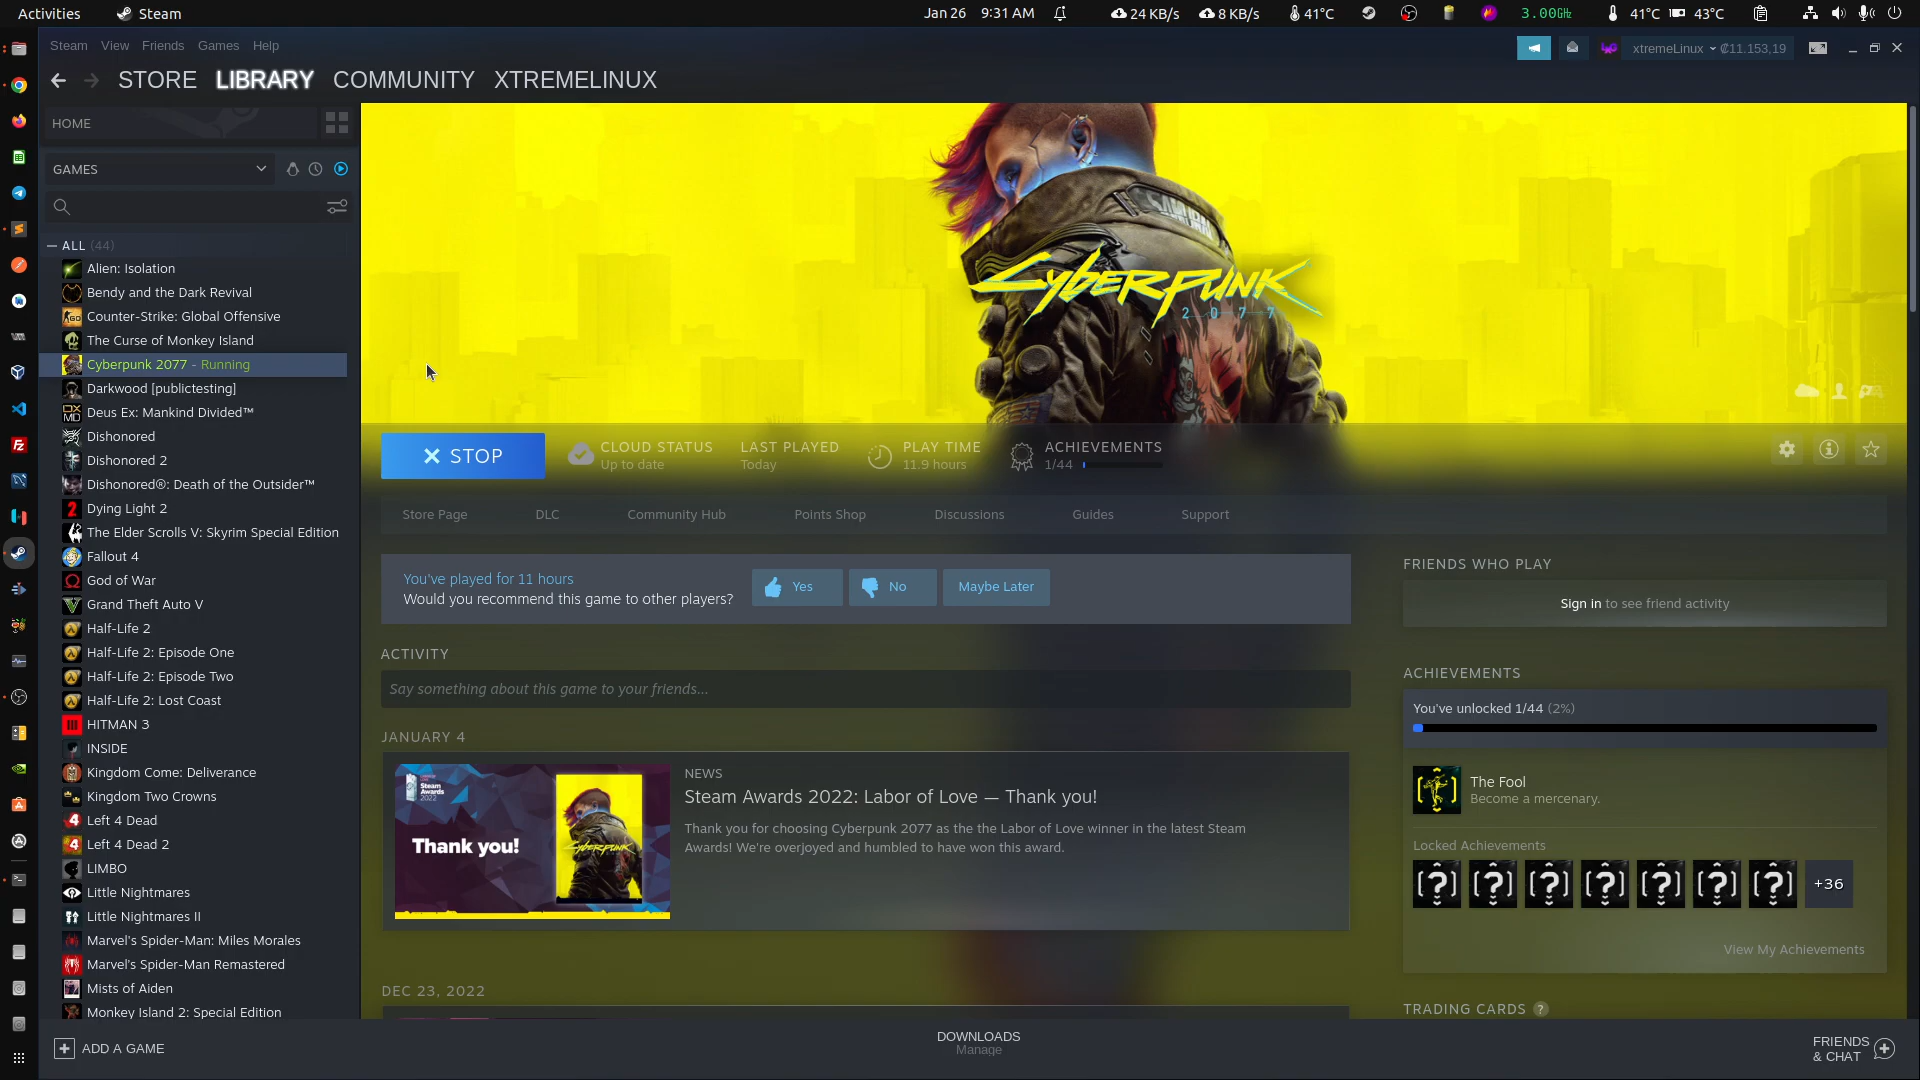 Activities Steam Jan 26 9:31 AM 24 KB/s 8 KB/s 41°C 3.00GHz 41°C 43°C
Steam View Friends Games Help xtremeLinux ₡11.153,19
STORE LIBRARY COMMUNITY XTREMELINUX
HOME
GAMES
ALL (44)
Alien: Isolation
Bendy and the Dark Revival
Counter-Strike: Global Offensive
The Curse of Monkey Island
Cyberpunk 2077 - Running
Darkwood [publictesting]
Deus Ex: Mankind Divided™
Dishonored
Dishonored 2
Dishonored®: Death of the Outsider™
Dying Light 2
The Elder Scrolls V: Skyrim Special Edition
Fallout 4
God of War
Grand Theft Auto V
Half-Life 2
Half-Life 2: Episode One
Half-Life 2: Episode Two
Half-Life 2: Lost Coast
HITMAN 3
INSIDE
Kingdom Come: Deliverance
Kingdom Two Crowns
Left 4 Dead
Left 4 Dead 2
LIMBO
Little Nightmares
Little Nightmares II
Marvel's Spider-Man: Miles Morales
Marvel's Spider-Man Remastered
Mists of Aiden
Monkey Island 2: Special Edition
ADD A GAME
SAMURAI
Cyberpunk
2077
STOP
CLOUD STATUS
Up to date
LAST PLAYED
Today
PLAY TIME
11.9 hours
ACHIEVEMENTS
1/44
Store Page DLC Community Hub Points Shop Discussions Guides Support
You've played for 11 hours
Would you recommend this game to other players?
Yes No Maybe Later
ACTIVITY
Say something about this game to your friends...
JANUARY 4
Steam
Awards
2022
Thank you!
Cyberpunk
NEWS
Steam Awards 2022: Labor of Love — Thank you!
Thank you for choosing Cyberpunk 2077 as the the Labor of Love winner in the latest Steam
Awards! We're overjoyed and humbled to have won this award.
DEC 23, 2022
FRIENDS WHO PLAY
Sign in to see friend activity
ACHIEVEMENTS
You've unlocked 1/44 (2%)
The Fool
Become a mercenary.
Locked Achievements
+36
View My Achievements
TRADING CARDS ?
DOWNLOADS
Manage
FRIENDS
& CHAT